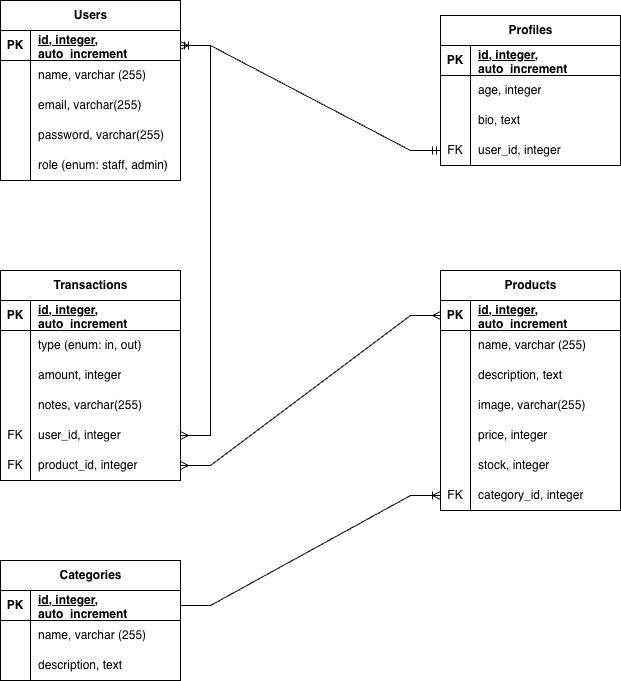 Users
PK
id, integer,
auto_increment
name, varchar (255)
email, varchar(255)
password, varchar(255)
role (enum: staff, admin)
Profiles
PK
id, integer,
auto_increment
age, integer
bio, text
FK
user_id, integer
Transactions
PK
id, integer,
auto_increment
type (enum: in, out)
amount, integer
notes, varchar(255)
FK
user_id, integer
FK
product_id, integer
Products
PK
id, integer,
auto_increment
name, varchar (255)
description, text
image, varchar(255)
price, integer
stock, integer
FK
category_id, integer
Categories
PK
id, integer,
auto_increment
name, varchar (255)
description, text